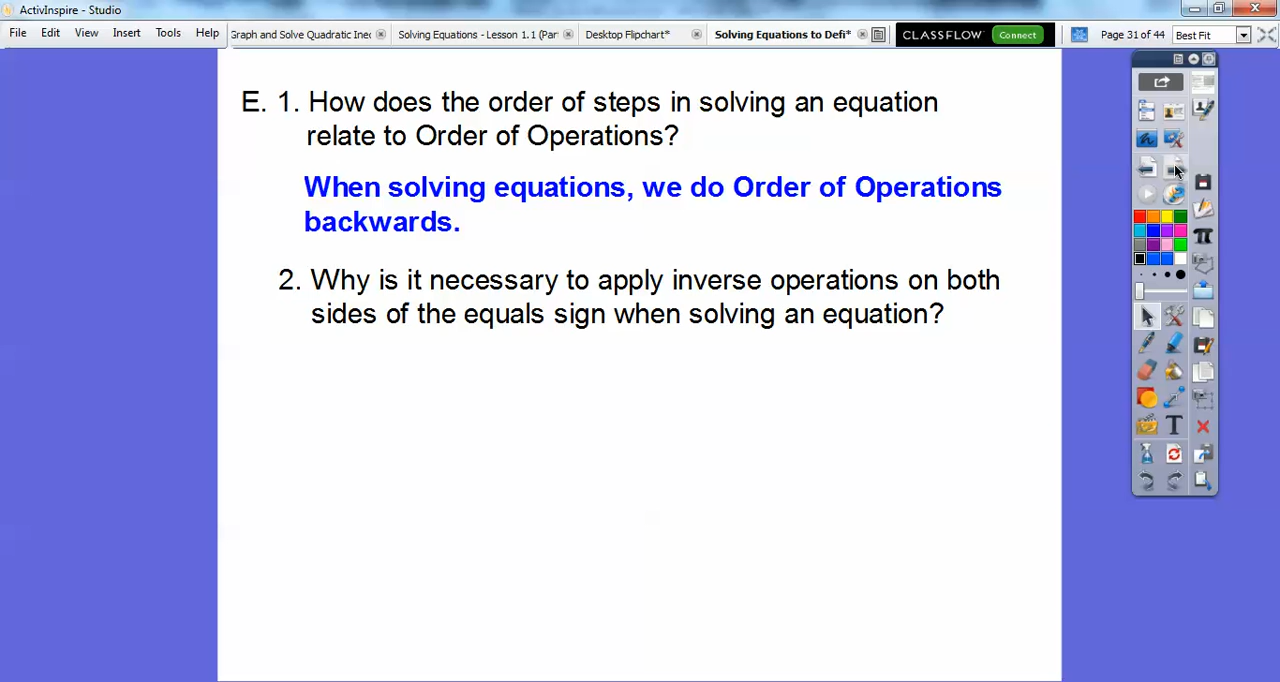 ActivInspire - Studio
File Edit View Insert Tools Help
Graph and Solve Quadratic Ine
Solving Equations - Lesson 1.1 (Par
Desktop Flipchart*
Solving Equations to Defi*
CLASSFLOW Connect
Page 31 of 44
Best Fit
E. 1. How does the order of steps in solving an equation
relate to Order of Operations?
When solving equations, we do Order of Operations
backwards.
2. Why is it necessary to apply inverse operations on both
sides of the equals sign when solving an equation?